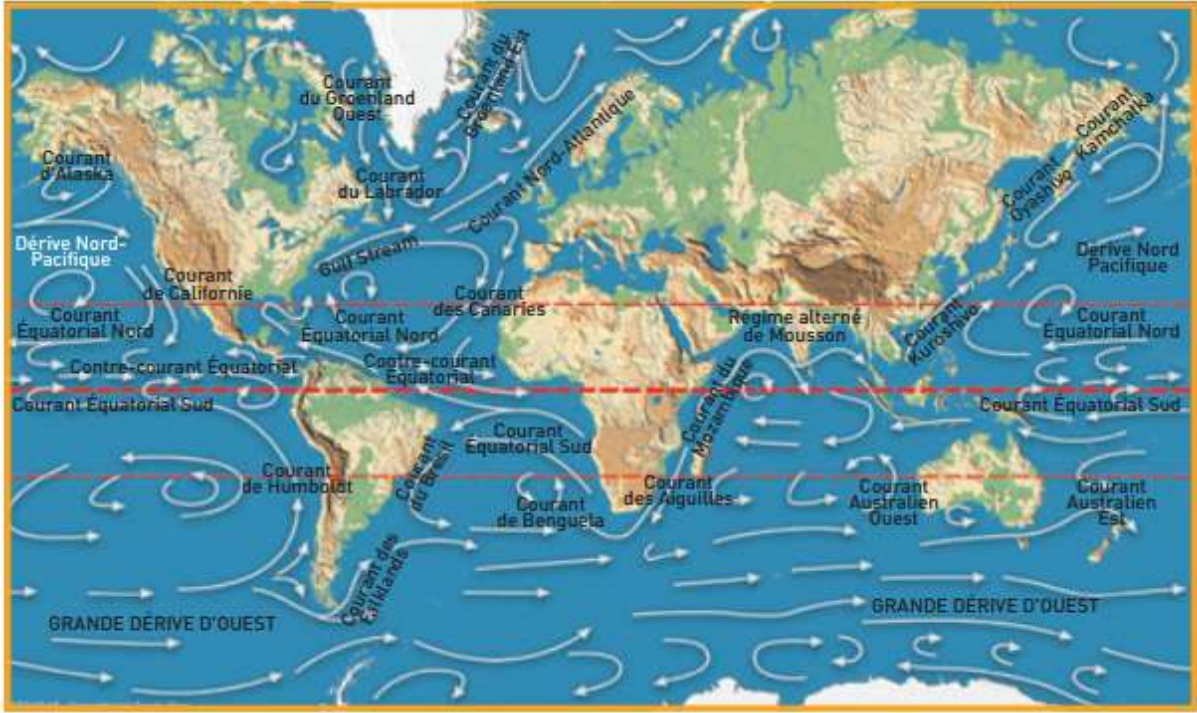 Courant
du Groenland
Ouest
Courant du
Groenland Est
Courant
d'Alaska
Courant
du Labrador
Courant Nord-Atlantique
Courant
Kamchatka
Courant
Oyashivo
Dérive Nord-
Pacifique
Gulf Stream
Dérive Nord
Pacifique
Courant
de Californie
Courant
des Canaries
Courant
Équatorial Nord
Courant
Équatorial Nord
Régime alterné
de Mousson
Courant
Kuroshivo
Courant
Équatorial Nord
Contre-courant Équatorial
Contre-courant
Équatorial
Courant du
Mozambique
Courant Équatorial Sud
Courant Équatorial Sud
Courant
Équatorial Sud
Courant
du Brésil
Courant
de Humboldt
Courant
de Benguela
Courant
des Aiguilles
Courant
Australien
Ouest
Courant
Australien
Est
Courant des
Falklands
GRANDE DÉRIVE D'OUEST
GRANDE DÉRIVE D'OUEST